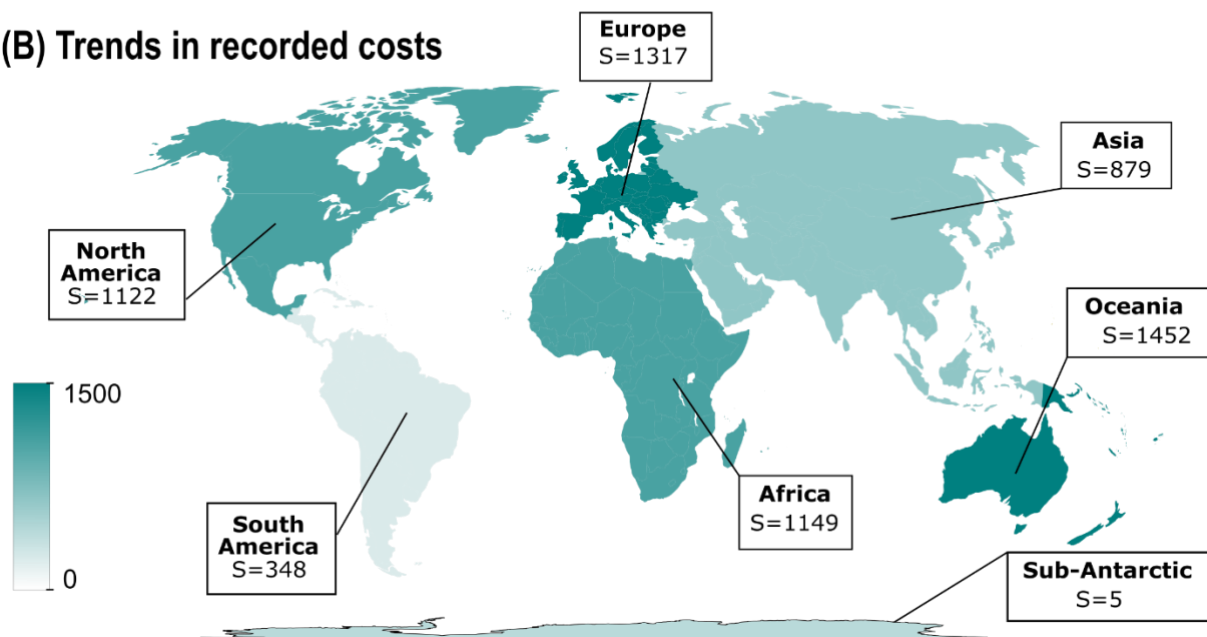 (B) Trends in recorded costs
Europe
S=1317
Asia
S=879
North
America
S=1122
Oceania
S=1452
1500
0
South
America
S=348
Africa
S=1149
Sub-Antarctic
S=5